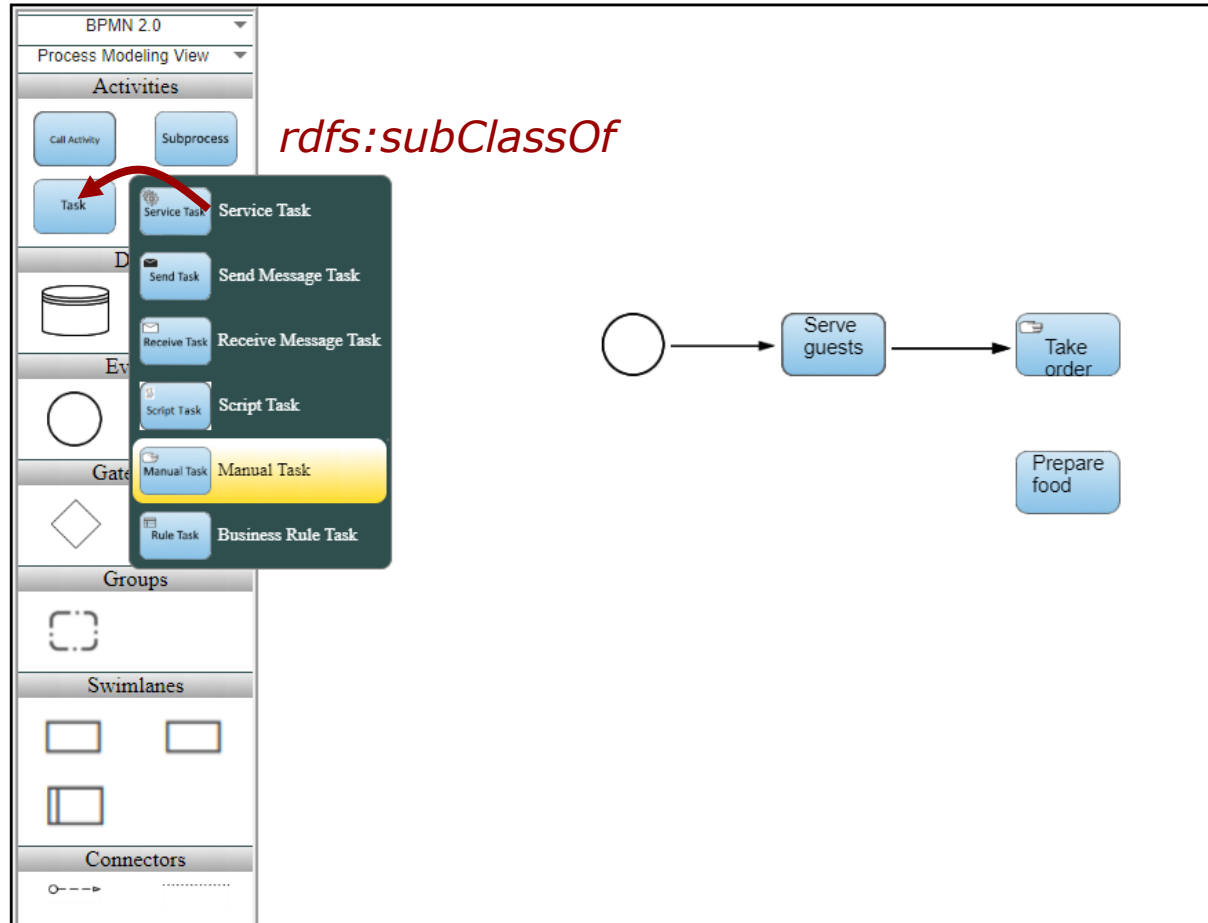 BPMN 2.0
Process Modeling View
Activities
Call Activity
Subprocess
rdfs:subClassOf
Task
Service Task
Service Task
D
Send Task
Send Message Task
Receive Task
Receive Message Task
Ev
Script Task
Script Task
Gate
Manual Task
Manual Task
Rule Task
Business Rule Task
Groups
Swimlanes
Connectors
Serve
guests
Take
order
Prepare
food